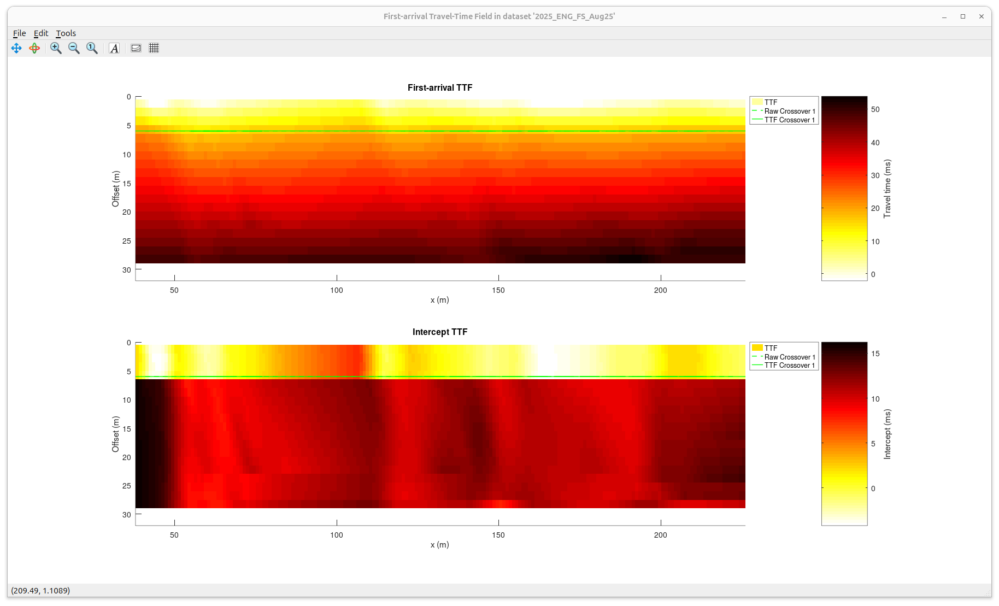 First-arrival Travel-Time Field in dataset '2025_ENG_FS_Aug25'
File Edit Tools
1 A
First-arrival TTF
0
5
10
15
20
25
30
Offset (m)
50 100 150 200
x (m)
TTF
Raw Crossover 1
TTF Crossover 1
50
40
30
20
10
0
Travel time (ms)
Intercept TTF
0
5
10
15
20
25
30
Offset (m)
50 100 150 200
x (m)
TTF
Raw Crossover 1
TTF Crossover 1
15
10
5
0
Intercept (ms)
(209.49, 1.1089)